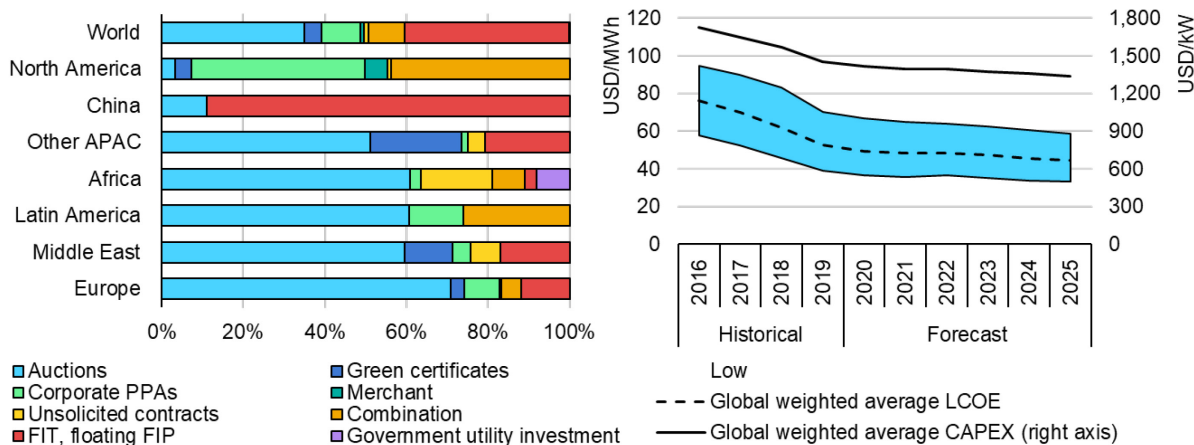 World
North America
China
Other APAC
Africa
Latin America
Middle East
Europe
0% 20% 40% 60% 80% 100%
Auctions
Green certificates
Corporate PPAs
Merchant
Unsolicited contracts
Combination
FIT, floating FIP
Government utility investment
USD/MWh
120
100
80
60
40
20
0
1,800
1,500
1,200
900
600
300
0
USD/kW
2016 2017 2018 2019 2020 2021 2022 2023 2024 2025
Historical Forecast
Low
Global weighted average LCOE
Global weighted average CAPEX (right axis)